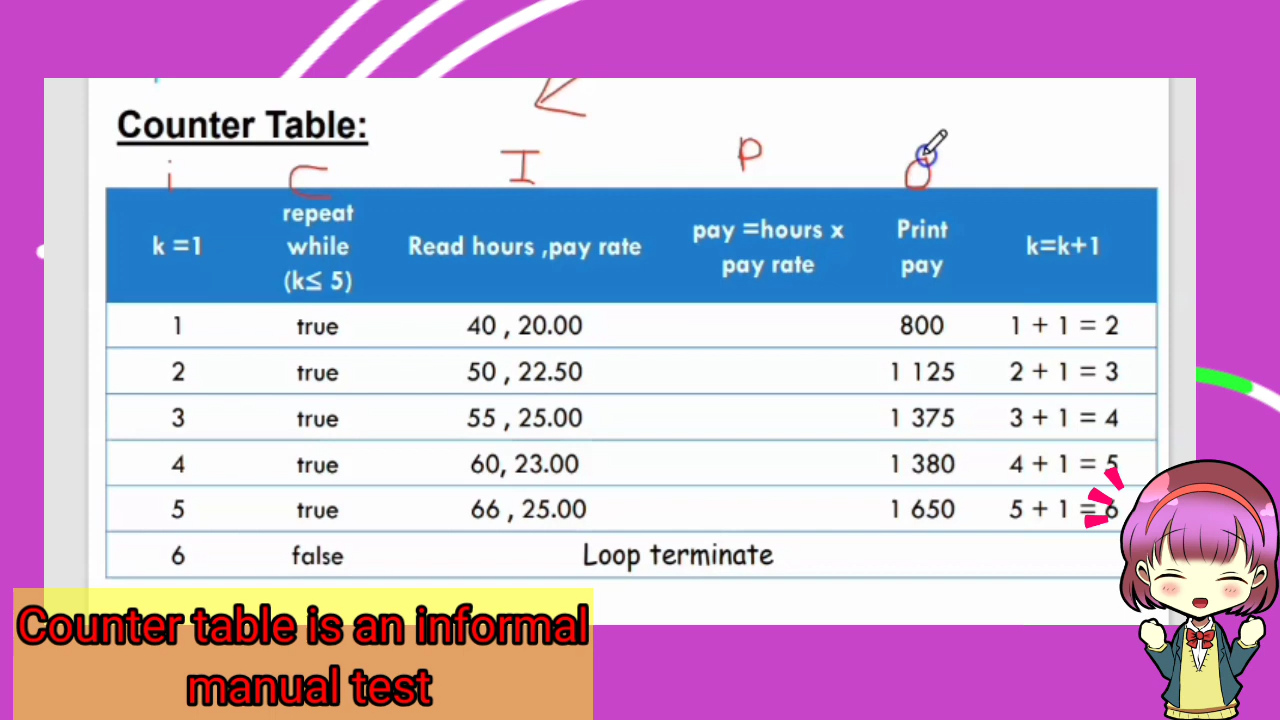 Counter Table:
i C I P O
k =1 repeat while (k≤ 5) Read hours ,pay rate pay =hours x pay rate Print pay k=k+1
1 true 40 , 20.00 800 1 + 1 = 2
2 true 50 , 22.50 1 125 2 + 1 = 3
3 true 55 , 25.00 1 375 3 + 1 = 4
4 true 60, 23.00 1 380 4 + 1 = 5
5 true 66 , 25.00 1 650 5 + 1 = 6
6 false Loop terminate
Counter table is an informal
manual test